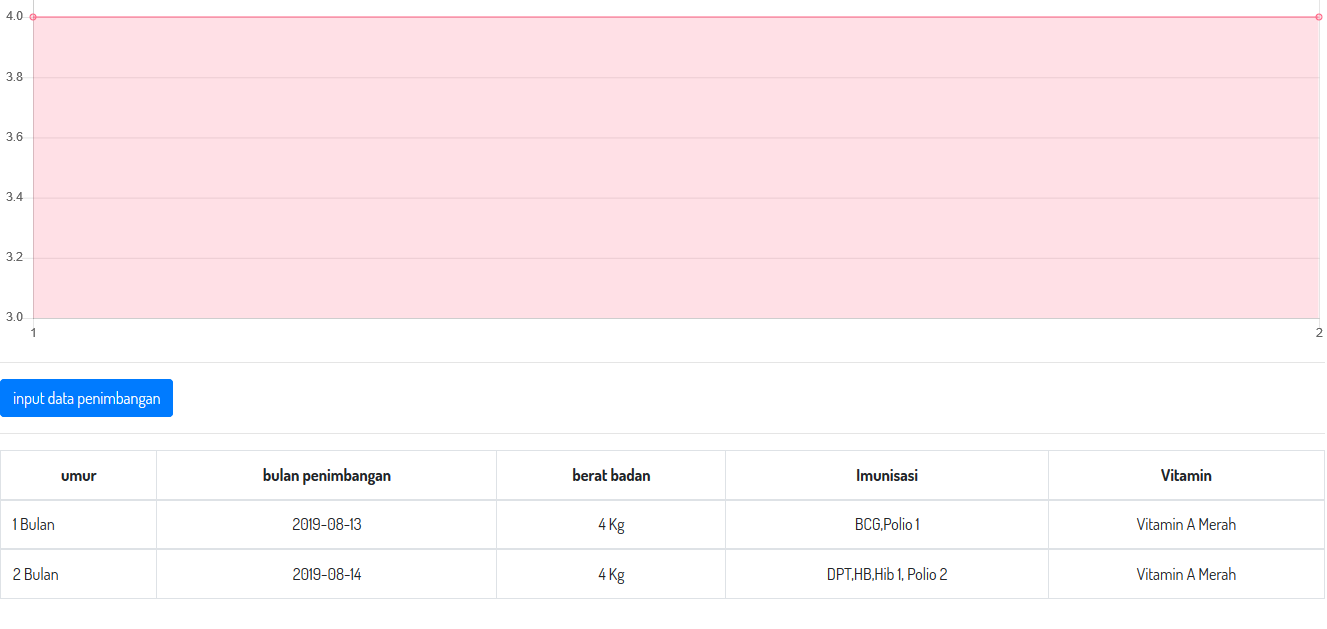 4.0
3.8
3.6
3.4
3.2
3.0
1 2
input data penimbangan
umur bulan penimbangan berat badan Imunisasi Vitamin
1 Bulan 2019-08-13 4 Kg BCG,Polio 1 Vitamin A Merah
2 Bulan 2019-08-14 4 Kg DPT,HB,Hib 1, Polio 2 Vitamin A Merah